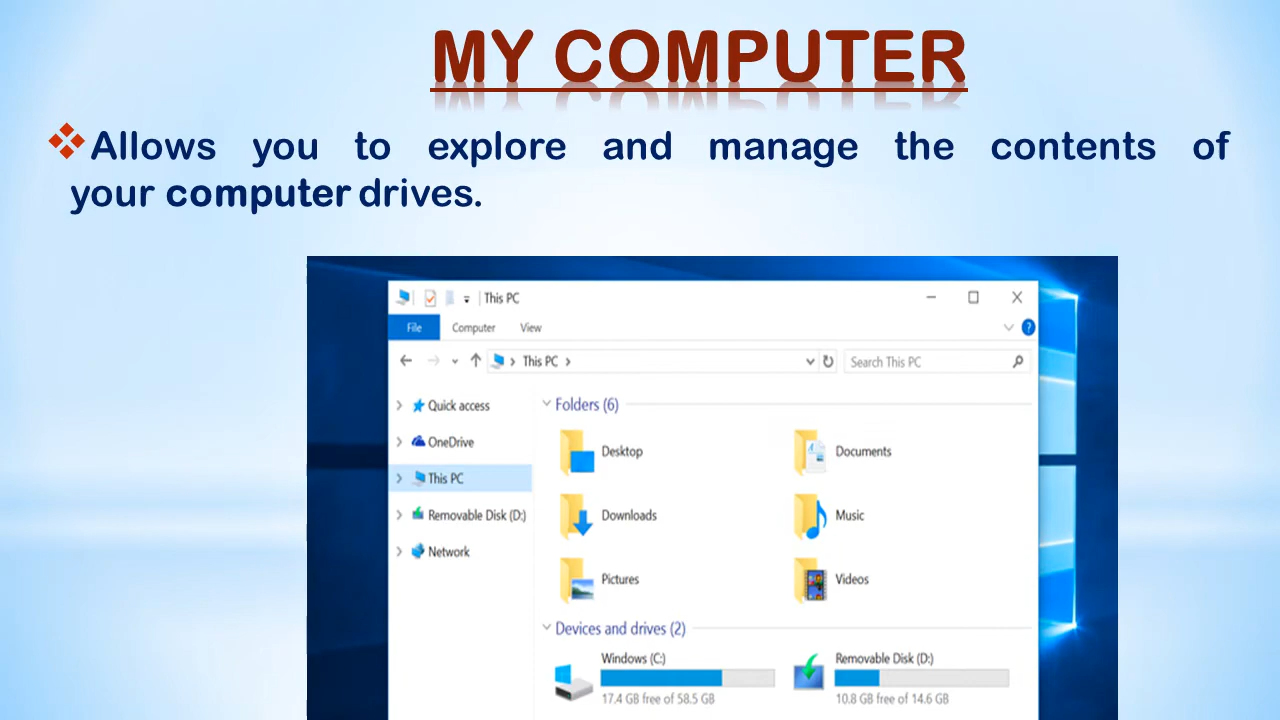 MY COMPUTER
Allows you to explore and manage the contents of
your computer drives.
This PC
File Computer View
This PC
Search This PC
Quick access
OneDrive
This PC
Removable Disk (D:)
Network
Folders (6)
Desktop
Documents
Downloads
Music
Pictures
Videos
Devices and drives (2)
Windows (C:)
17.4 GB free of 58.5 GB
Removable Disk (D:)
10.8 GB free of 14.6 GB